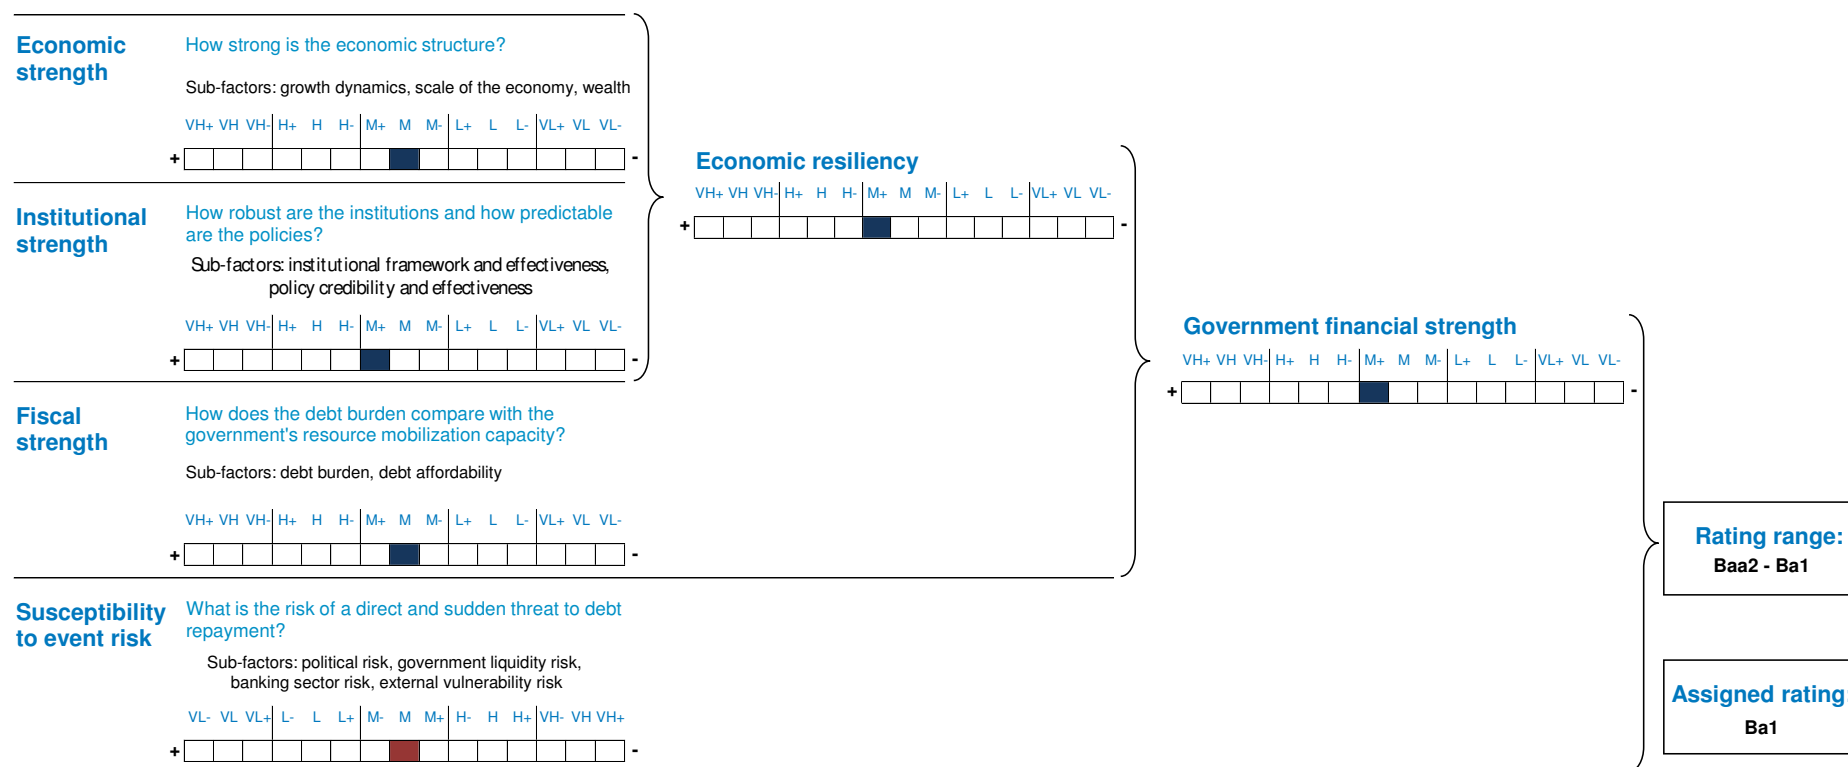 Economic
strength
How strong is the economic structure?
Sub-factors: growth dynamics, scale of the economy, wealth
VH+ VH VH- H+ H H- M+ M M- L+ L L- VL+ VL VL-
+ -
Institutional
strength
How robust are the institutions and how predictable
are the policies?
Sub-factors: institutional framework and effectiveness,
policy credibility and effectiveness
VH+ VH VH- H+ H H- M+ M M- L+ L L- VL+ VL VL-
+ -
Economic resiliency
VH+ VH VH- H+ H H- M+ M M- L+ L L- VL+ VL VL-
+ -
Fiscal
strength
How does the debt burden compare with the
government's resource mobilization capacity?
Sub-factors: debt burden, debt affordability
VH+ VH VH- H+ H H- M+ M M- L+ L L- VL+ VL VL-
+ -
Government financial strength
VH+ VH VH- H+ H H- M+ M M- L+ L L- VL+ VL VL-
+ -
Susceptibility
to event risk
What is the risk of a direct and sudden threat to debt
repayment?
Sub-factors: political risk, government liquidity risk,
banking sector risk, external vulnerability risk
VL- VL VL+ L- L L+ M- M M+ H- H H+ VH- VH VH+
+ -
Rating range:
Baa2 - Ba1
Assigned rating
Ba1